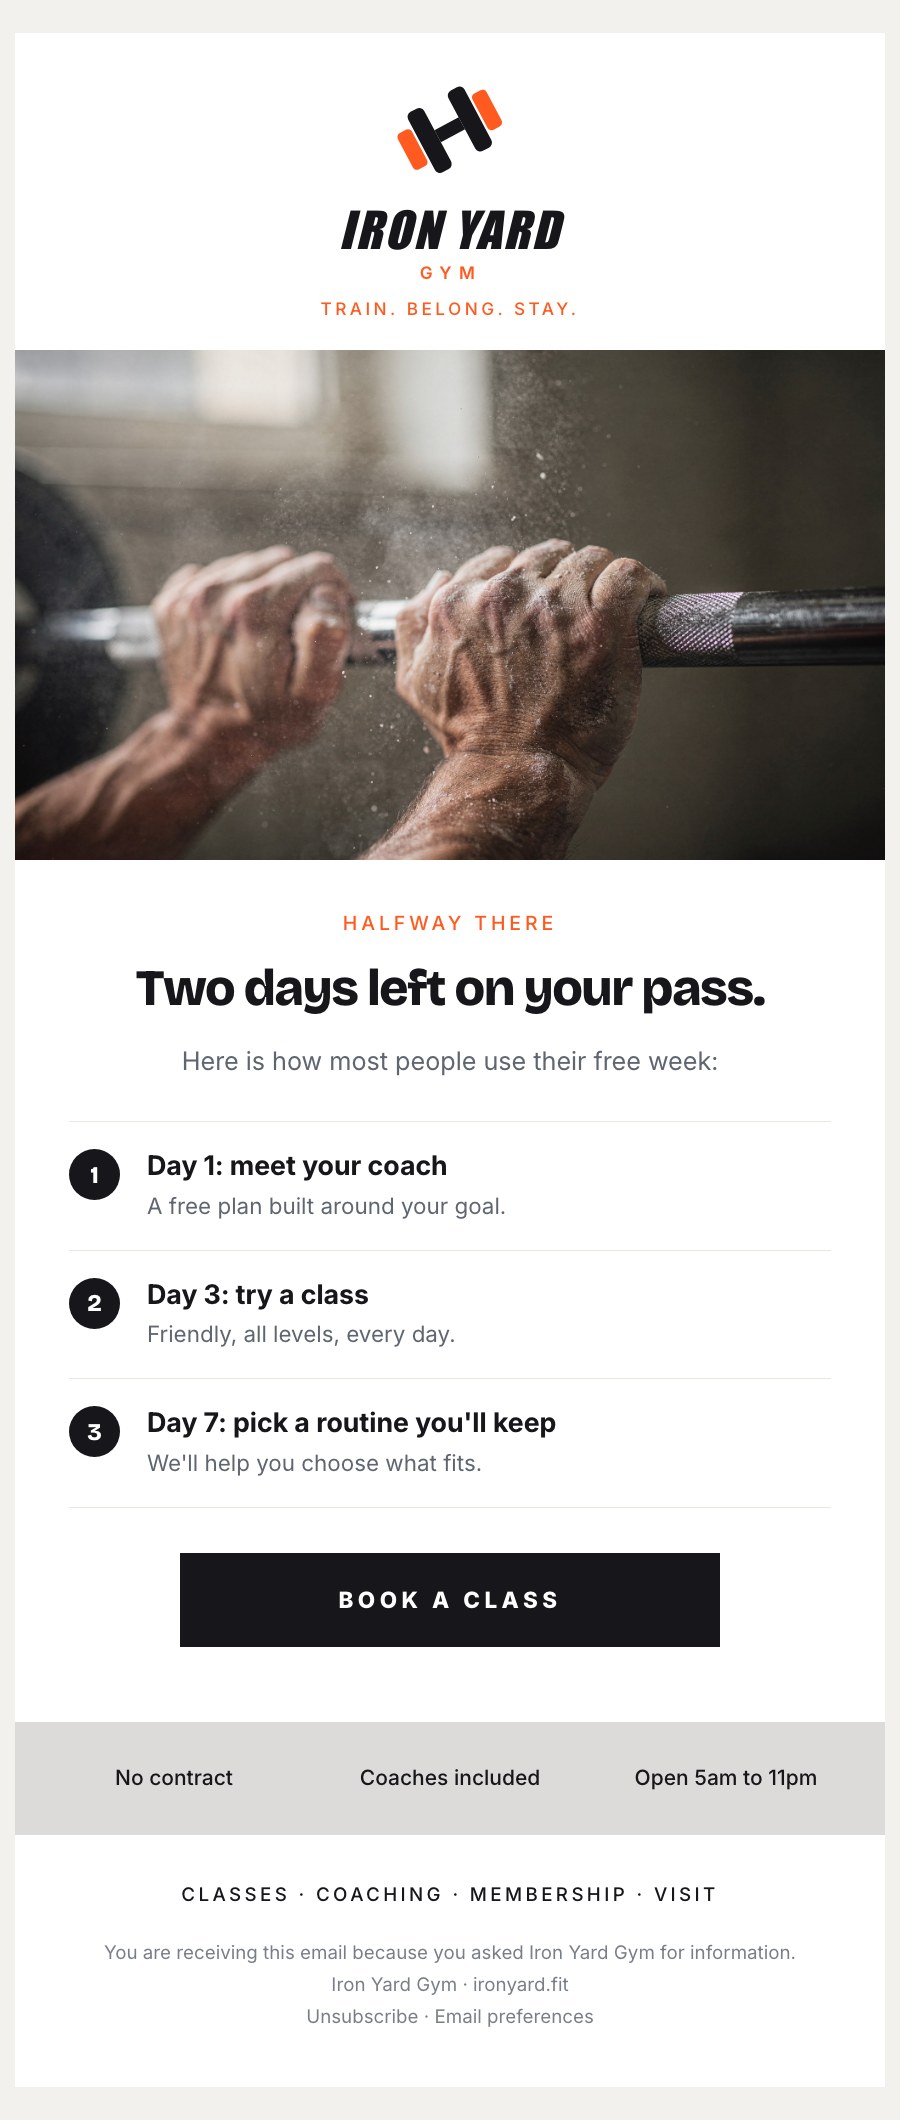 IRON YARD
GYM
TRAIN. BELONG. STAY.
HALFWAY THERE
Two days left on your pass.
Here is how most people use their free week:
1
Day 1: meet your coach
A free plan built around your goal.
2
Day 3: try a class
Friendly, all levels, every day.
3
Day 7: pick a routine you'll keep
We'll help you choose what fits.
BOOK A CLASS
No contract Coaches included Open 5am to 11pm
CLASSES · COACHING · MEMBERSHIP · VISIT
You are receiving this email because you asked Iron Yard Gym for information.
Iron Yard Gym · ironyard.fit
Unsubscribe · Email preferences